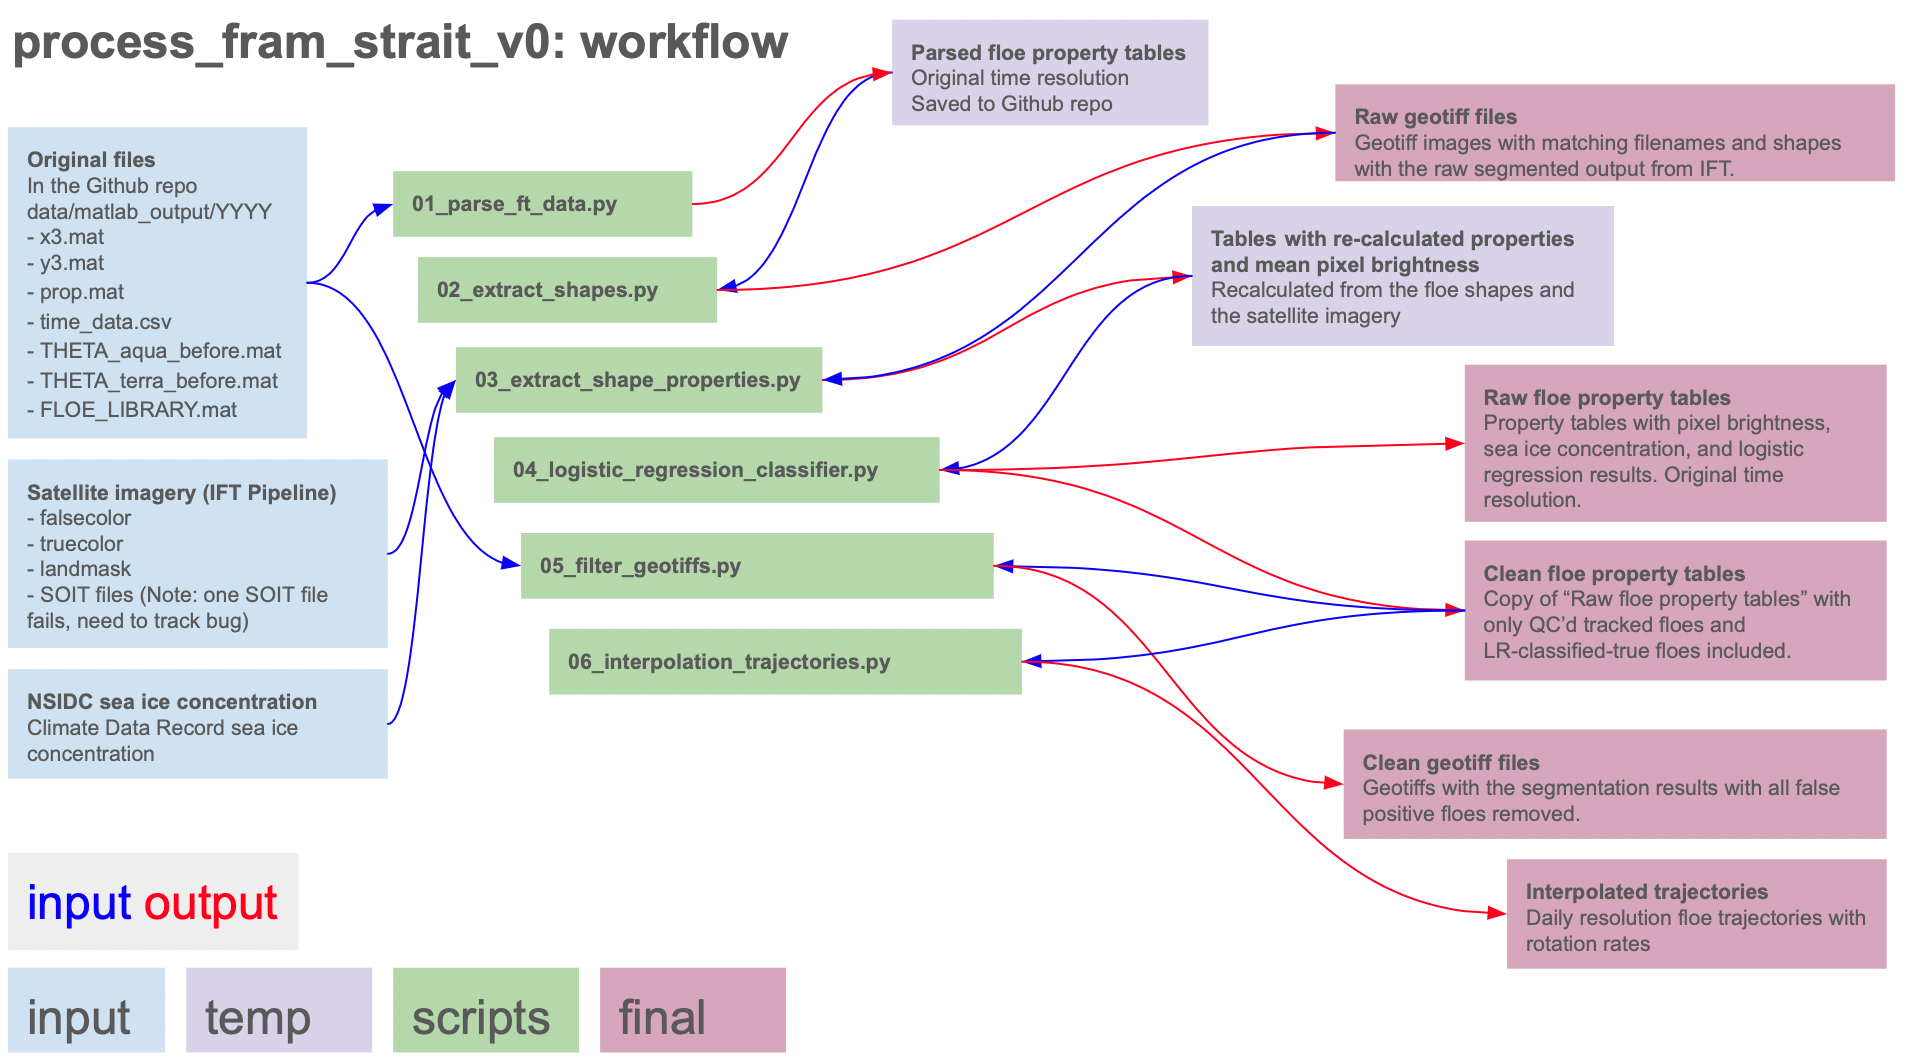 process_fram_strait_v0: workflow
Original files
In the Github repo
data/matlab_output/YYYY
- x3.mat
- y3.mat
- prop.mat
- time_data.csv
- THETA_aqua_before.mat
- THETA_terra_before.mat
- FLOE_LIBRARY.mat
Satellite imagery (IFT Pipeline)
- falsecolor
- truecolor
- landmask
- SOIT files (Note: one SOIT file
fails, need to track bug)
NSIDC sea ice concentration
Climate Data Record sea ice
concentration
01_parse_ft_data.py
02_extract_shapes.py
03_extract_shape_properties.py
04_logistic_regression_classifier.py
05_filter_geotiffs.py
06_interpolation_trajectories.py
Parsed floe property tables
Original time resolution
Saved to Github repo
Raw geotiff files
Geotiff images with matching filenames and shapes
with the raw segmented output from IFT.
Tables with re-calculated properties
and mean pixel brightness
Recalculated from the floe shapes and
the satellite imagery
Raw floe property tables
Property tables with pixel brightness,
sea ice concentration, and logistic
regression results. Original time
resolution.
Clean floe property tables
Copy of “Raw floe property tables” with
only QC’d tracked floes and
LR-classified-true floes included.
Clean geotiff files
Geotiffs with the segmentation results with all false
positive floes removed.
Interpolated trajectories
Daily resolution floe trajectories with
rotation rates
input output
input
temp
scripts
final